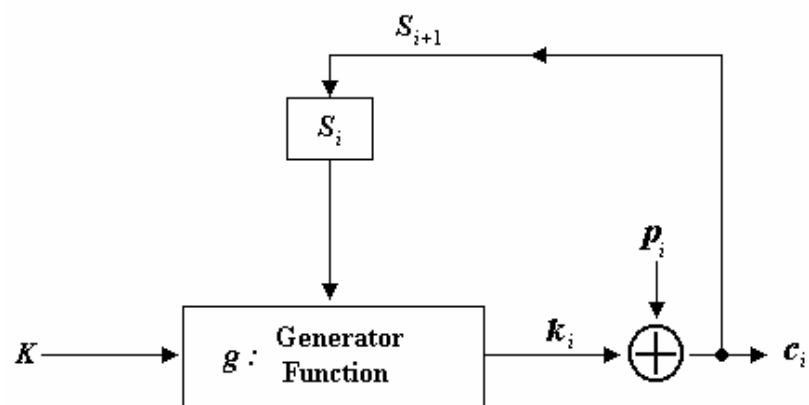 S_{i+1}
S_i
p_i
K
g : Generator Function
k_i
c_i